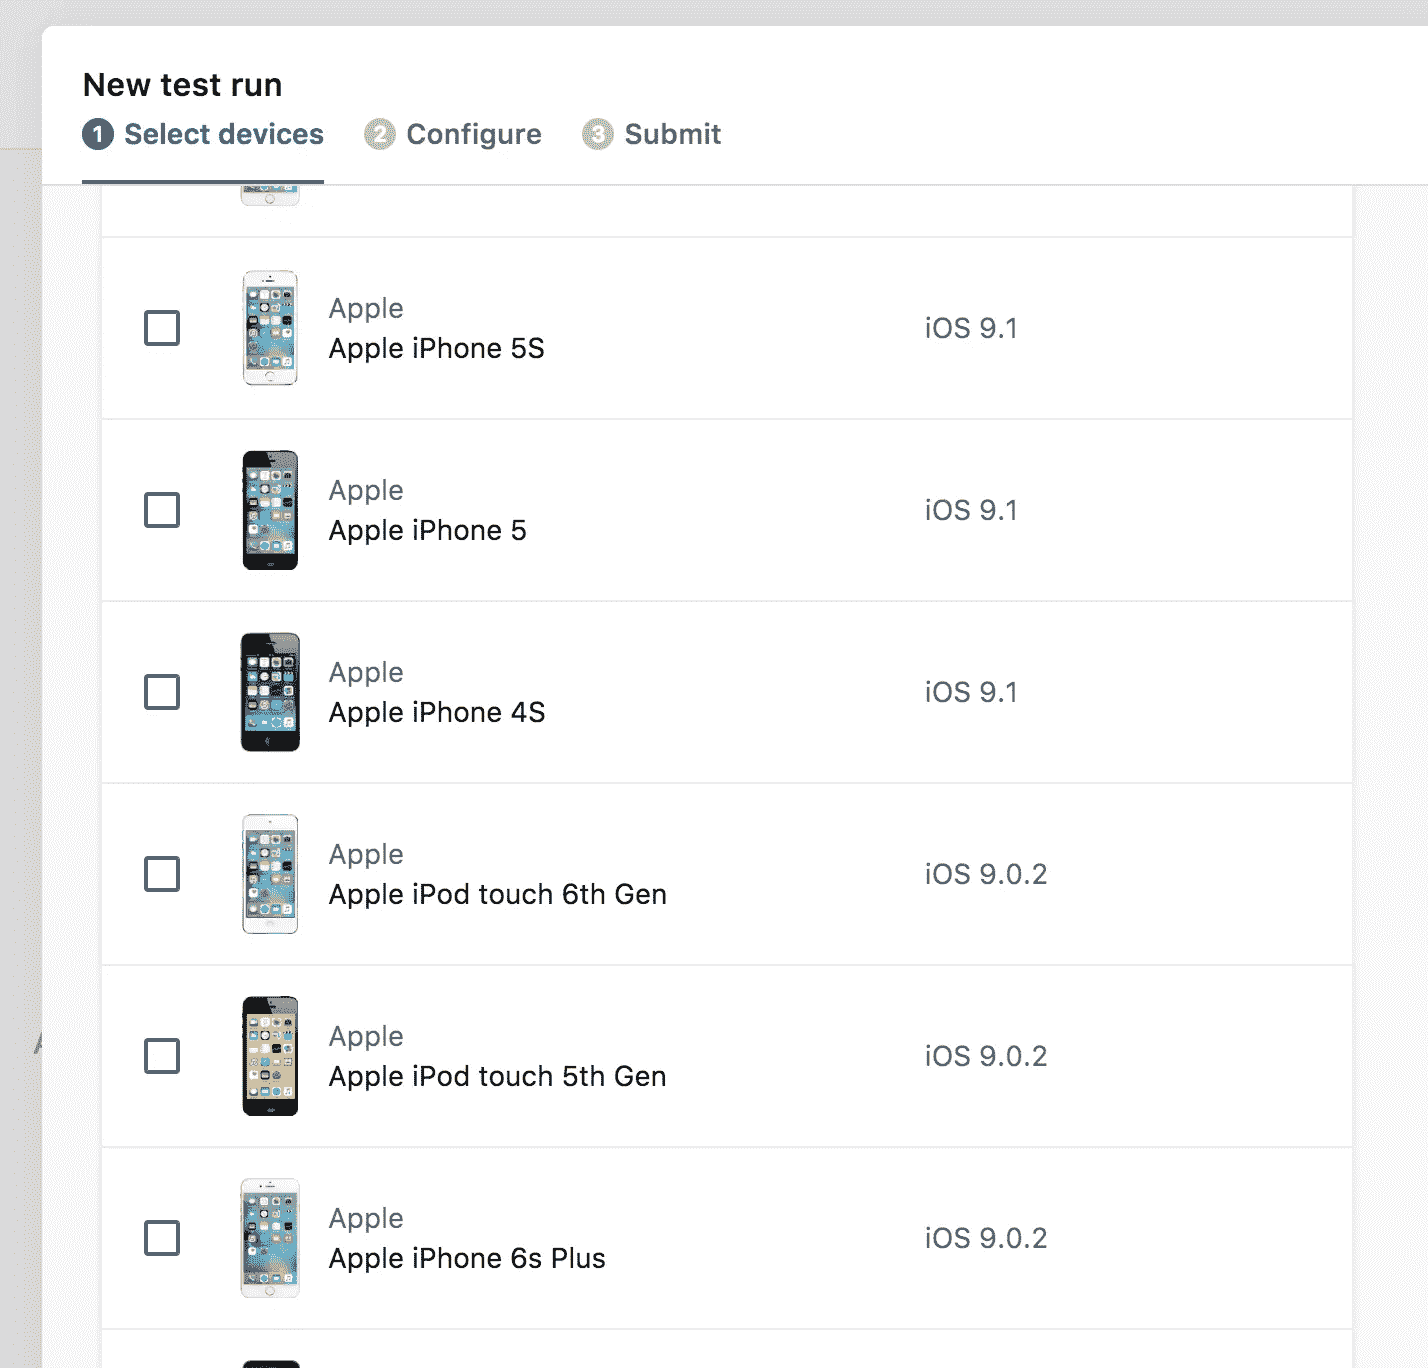 New test run
1 Select devices 2 Configure 3 Submit
Apple
Apple iPhone 5S
iOS 9.1
Apple
Apple iPhone 5
iOS 9.1
Apple
Apple iPhone 4S
iOS 9.1
Apple
Apple iPod touch 6th Gen
iOS 9.0.2
Apple
Apple iPod touch 5th Gen
iOS 9.0.2
Apple
Apple iPhone 6s Plus
iOS 9.0.2